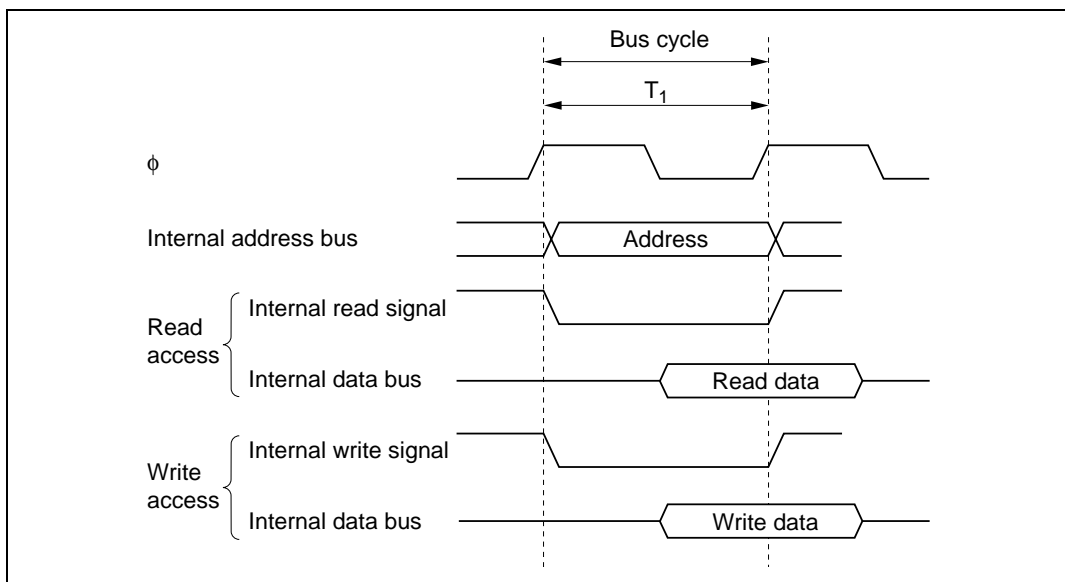 Bus cycle
T₁
ϕ
Internal address bus
Address
Read
access
Internal read signal
Internal data bus
Read data
Write
access
Internal write signal
Internal data bus
Write data